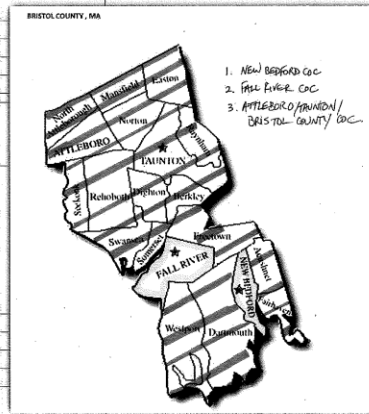 BRISTOL COUNTY, MA
1. NEW BEDFORD COC
2. FALL RIVER COC
3. ATTLEBORO/TAUNTON/
BRISTOL COUNTY COC
Easton
Mansfield
North
Attleborough
Norton
ATTLEBORO
Raynham
TAUNTON
Seekonk
Rehoboth
Dighton
Berkley
Swansea
Somerset
Freetown
FALL RIVER
Acushnet
NEW BEDFORD
Fairhaven
Westport
Dartmouth